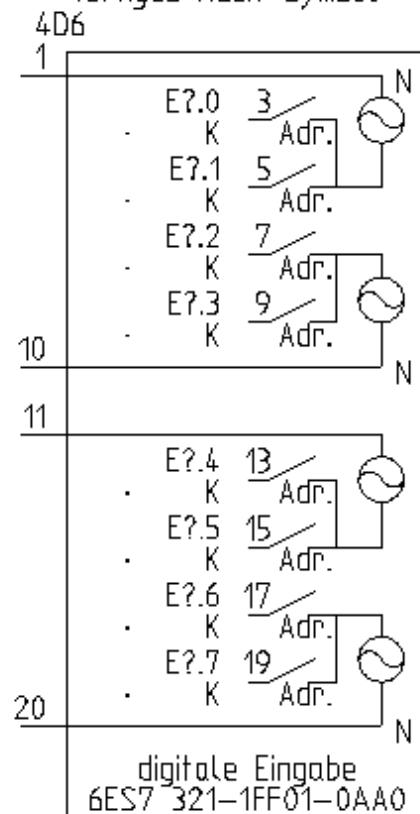 4D6
1
N
E?.0 3
K Adr.
E?.1 5
K Adr.
E?.2 7
K Adr.
E?.3 9
K Adr.
10
N
11
E?.4 13
K Adr.
E?.5 15
K Adr.
E?.6 17
K Adr.
E?.7 19
K Adr.
20
N
digitale Eingabe
6ES7 321-1FF01-0AA0